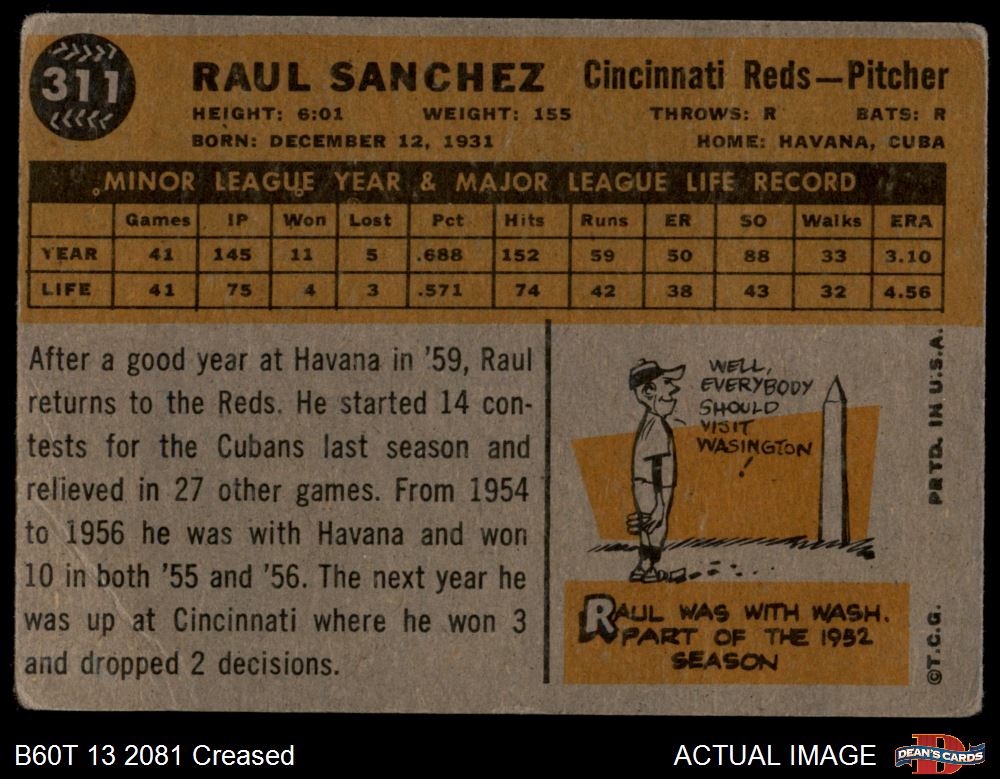 311
RAUL SANCHEZ Cincinnati Reds—Pitcher
HEIGHT: 6:01 WEIGHT: 155 THROWS: R BATS: R
BORN: DECEMBER 12, 1931 HOME: HAVANA, CUBA
MINOR LEAGUE YEAR & MAJOR LEAGUE LIFE RECORD
Games IP Won Lost Pct Hits Runs ER SO Walks ERA
YEAR 41 145 11 5 .688 152 59 50 88 33 3.10
LIFE 41 75 4 3 .571 74 42 38 43 32 4.56
After a good year at Havana in '59, Raul
returns to the Reds. He started 14 con-
tests for the Cubans last season and
relieved in 27 other games. From 1954
to 1956 he was with Havana and won
10 in both '55 and '56. The next year he
was up at Cincinnati where he won 3
and dropped 2 decisions.
WELL,
EVERYBODY
SHOULD
VISIT
WASINGTON
!
RAUL WAS WITH WASH.
PART OF THE 1952
SEASON
©T.C.G. PRTD. IN U.S.A.
B60T 13 2081 Creased ACTUAL IMAGE
DEAN'S CARDS